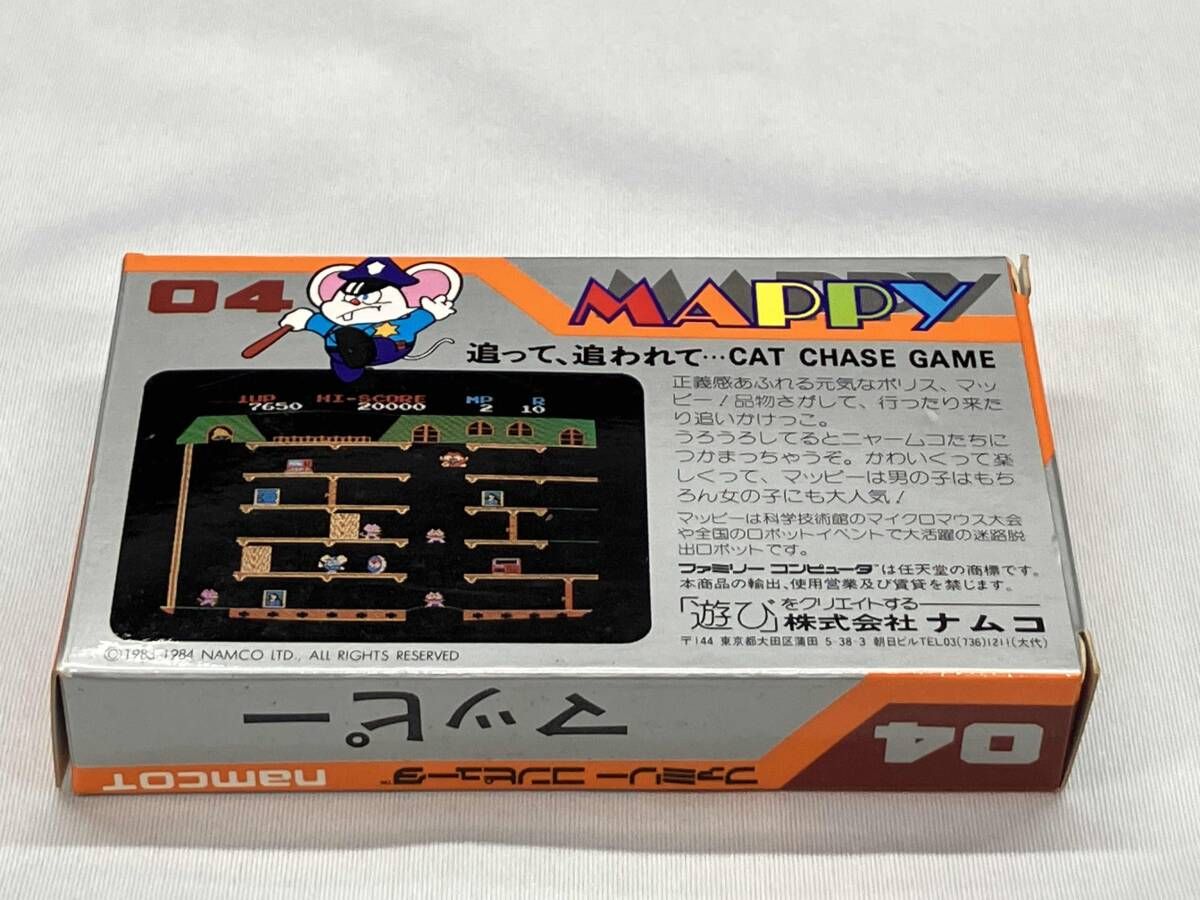 04
MAPPY
追って、追われて…CAT CHASE GAME
1UP HI-SCORE MP R
7650 20000 2 10
正義感あふれる元気なポリス、マッ
ピー！品物さがして、行ったり来た
り追いかけっこ。
うろうろしてるとニャームコたちに
つかまっちゃうぞ。かわいくって楽
しくって、マッピーは男の子はもち
ろん女の子にも大人気！
マッピーは科学技術館のマイクロマウス大会
や全国のロボットイベントで大活躍の迷路脱
出ロボットです。
ファミリーコンピュータ™は任天堂の商標です。
本商品の輸出、使用営業及び賃貸を禁じます。
「遊び」をクリエイトする
株式会社 ナムコ
〒144 東京都大田区蒲田 5-38-3 朝日ビルTEL.03(736)1211(大代)
©1983 1984 NAMCO LTD., ALL RIGHTS RESERVED
マッピー
04
ファミリー コンピュータ™
namcot